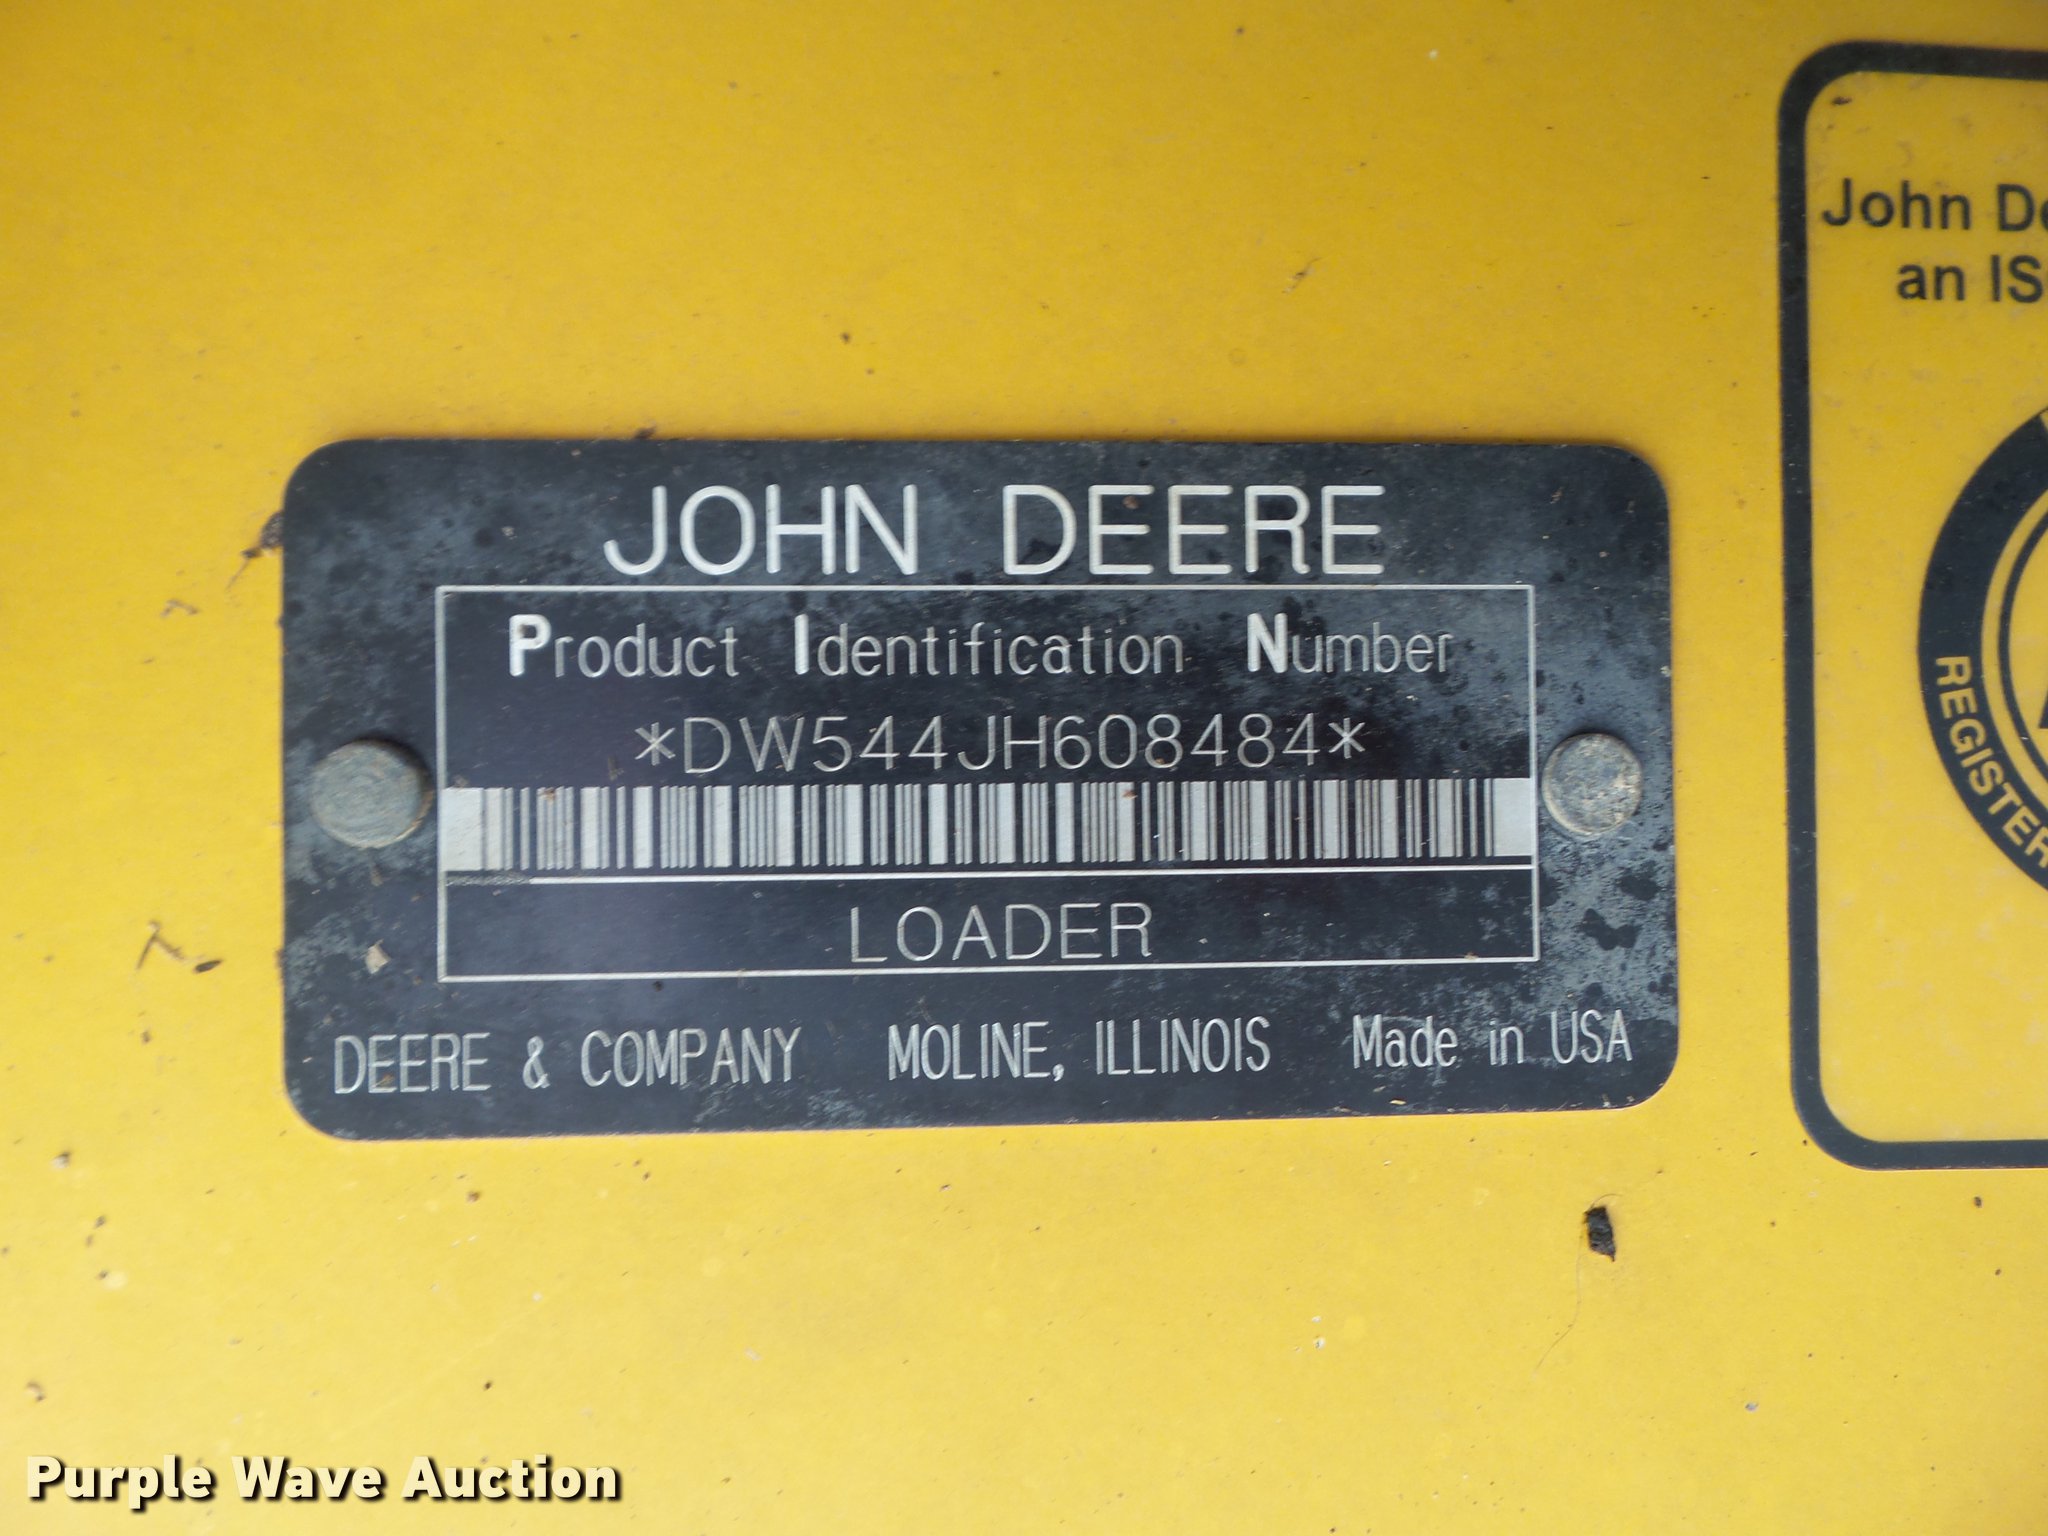 JOHN DEERE
Product Identification Number
*DW544JH608484*
LOADER
DEERE & COMPANY MOLINE, ILLINOIS Made in USA
John De
an IS
REGISTER
Purple Wave Auction